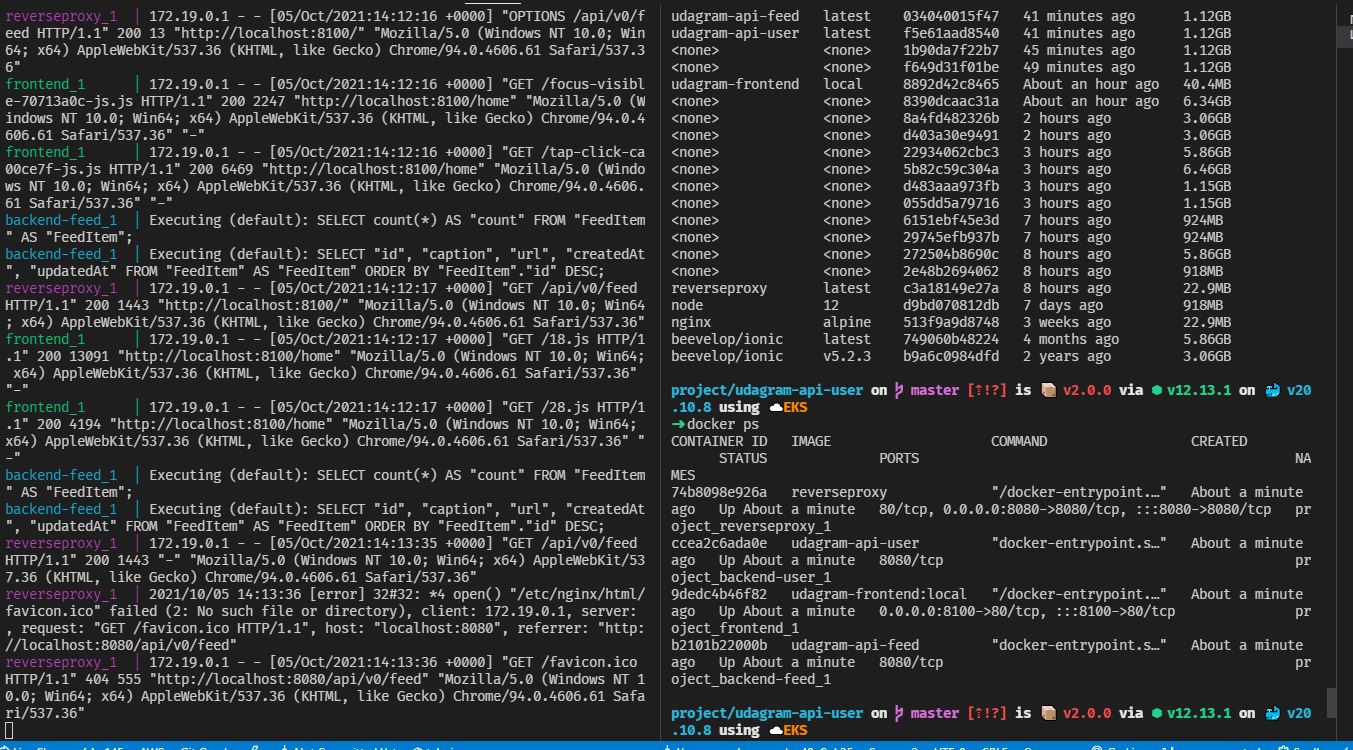 reverseproxy_1  | 172.19.0.1 - - [05/Oct/2021:14:12:16 +0000] "OPTIONS /api/v0/f
eed HTTP/1.1" 200 13 "http://localhost:8100/" "Mozilla/5.0 (Windows NT 10.0; Win
64; x64) AppleWebKit/537.36 (KHTML, like Gecko) Chrome/94.0.4606.61 Safari/537.3
6"
frontend_1      | 172.19.0.1 - - [05/Oct/2021:14:12:16 +0000] "GET /focus-visibl
e-70713a0c-js.js HTTP/1.1" 200 2247 "http://localhost:8100/home" "Mozilla/5.0 (W
indows NT 10.0; Win64; x64) AppleWebKit/537.36 (KHTML, like Gecko) Chrome/94.0.4
606.61 Safari/537.36" "-"
frontend_1      | 172.19.0.1 - - [05/Oct/2021:14:12:16 +0000] "GET /tap-click-ca
00ce7f-js.js HTTP/1.1" 200 6469 "http://localhost:8100/home" "Mozilla/5.0 (Windo
ws NT 10.0; Win64; x64) AppleWebKit/537.36 (KHTML, like Gecko) Chrome/94.0.4606.
61 Safari/537.36" "-"
backend-feed_1  | Executing (default): SELECT count(*) AS "count" FROM "FeedItem
" AS "FeedItem";
backend-feed_1  | Executing (default): SELECT "id", "caption", "url", "createdAt
", "updatedAt" FROM "FeedItem" AS "FeedItem" ORDER BY "FeedItem"."id" DESC;
reverseproxy_1  | 172.19.0.1 - - [05/Oct/2021:14:12:17 +0000] "GET /api/v0/feed
HTTP/1.1" 200 1443 "http://localhost:8100/" "Mozilla/5.0 (Windows NT 10.0; Win64
; x64) AppleWebKit/537.36 (KHTML, like Gecko) Chrome/94.0.4606.61 Safari/537.36"
frontend_1      | 172.19.0.1 - - [05/Oct/2021:14:12:17 +0000] "GET /18.js HTTP/1
.1" 200 13091 "http://localhost:8100/home" "Mozilla/5.0 (Windows NT 10.0; Win64;
 x64) AppleWebKit/537.36 (KHTML, like Gecko) Chrome/94.0.4606.61 Safari/537.36"
"-"
frontend_1      | 172.19.0.1 - - [05/Oct/2021:14:12:17 +0000] "GET /28.js HTTP/1
.1" 200 4194 "http://localhost:8100/home" "Mozilla/5.0 (Windows NT 10.0; Win64;
x64) AppleWebKit/537.36 (KHTML, like Gecko) Chrome/94.0.4606.61 Safari/537.36" "
-"
backend-feed_1  | Executing (default): SELECT count(*) AS "count" FROM "FeedItem
" AS "FeedItem";
backend-feed_1  | Executing (default): SELECT "id", "caption", "url", "createdAt
", "updatedAt" FROM "FeedItem" AS "FeedItem" ORDER BY "FeedItem"."id" DESC;
reverseproxy_1  | 172.19.0.1 - - [05/Oct/2021:14:13:35 +0000] "GET /api/v0/feed
HTTP/1.1" 200 1443 "-" "Mozilla/5.0 (Windows NT 10.0; Win64; x64) AppleWebKit/53
7.36 (KHTML, like Gecko) Chrome/94.0.4606.61 Safari/537.36"
reverseproxy_1  | 2021/10/05 14:13:36 [error] 32#32: *4 open() "/etc/nginx/html/
favicon.ico" failed (2: No such file or directory), client: 172.19.0.1, server:
, request: "GET /favicon.ico HTTP/1.1", host: "localhost:8080", referrer: "http:
//localhost:8080/api/v0/feed"
reverseproxy_1  | 172.19.0.1 - - [05/Oct/2021:14:13:36 +0000] "GET /favicon.ico
HTTP/1.1" 404 555 "http://localhost:8080/api/v0/feed" "Mozilla/5.0 (Windows NT 1
0.0; Win64; x64) AppleWebKit/537.36 (KHTML, like Gecko) Chrome/94.0.4606.61 Safa
ri/537.36"
udagram-api-feed   latest   034040015f47   41 minutes ago      1.12GB
udagram-api-user   latest   f5e61aad8540   41 minutes ago      1.12GB
<none>             <none>   1b90da7f22b7   45 minutes ago      1.12GB
<none>             <none>   f649d31f01be   49 minutes ago      1.12GB
udagram-frontend   local    8892d42c8465   About an hour ago   40.4MB
<none>             <none>   8390dcaac31a   About an hour ago   6.34GB
<none>             <none>   8a4fd482326b   2 hours ago         3.06GB
<none>             <none>   d403a30e9491   2 hours ago         3.06GB
<none>             <none>   22934062cbc3   3 hours ago         5.86GB
<none>             <none>   5b82c59c304a   3 hours ago         6.46GB
<none>             <none>   d483aaa973fb   3 hours ago         1.15GB
<none>             <none>   055dd5a79716   3 hours ago         1.15GB
<none>             <none>   6151ebf45e3d   7 hours ago         924MB
<none>             <none>   29745efb937b   7 hours ago         924MB
<none>             <none>   272504b8690c   8 hours ago         5.86GB
<none>             <none>   2e48b2694062   8 hours ago         918MB
reverseproxy       latest   c3a18149e27a   8 hours ago         22.9MB
node               12       d9bd070812db   7 days ago          918MB
nginx              alpine   513f9a9d8748   3 weeks ago         22.9MB
beevelop/ionic     latest   749060b48224   4 months ago        5.86GB
beevelop/ionic     v5.2.3   b9a6c0984dfd   2 years ago         3.06GB
project/udagram-api-user on master [⇡!?] is 📦 v2.0.0 via ⬢ v12.13.1 on 🐳 v20
.10.8 using ☁️EKS
➜docker ps
CONTAINER ID   IMAGE                    COMMAND                  CREATED
      STATUS              PORTS                                              NA
MES
74b8098e926a   reverseproxy             "/docker-entrypoint.…"   About a minute
ago   Up About a minute   80/tcp, 0.0.0.0:8080->8080/tcp, :::8080->8080/tcp   pr
oject_reverseproxy_1
ccea2c6ada0e   udagram-api-user         "docker-entrypoint.s…"   About a minute
ago   Up About a minute   8080/tcp                                           pr
oject_backend-user_1
9dedc4b46f82   udagram-frontend:local   "/docker-entrypoint.…"   About a minute
ago   Up About a minute   0.0.0.0:8100->80/tcp, :::8100->80/tcp               pr
oject_frontend_1
b2101b22000b   udagram-api-feed         "docker-entrypoint.s…"   About a minute
ago   Up About a minute   8080/tcp                                           pr
oject_backend-feed_1
project/udagram-api-user on master [⇡!?] is 📦 v2.0.0 via ⬢ v12.13.1 on 🐳 v20
.10.8 using ☁️EKS